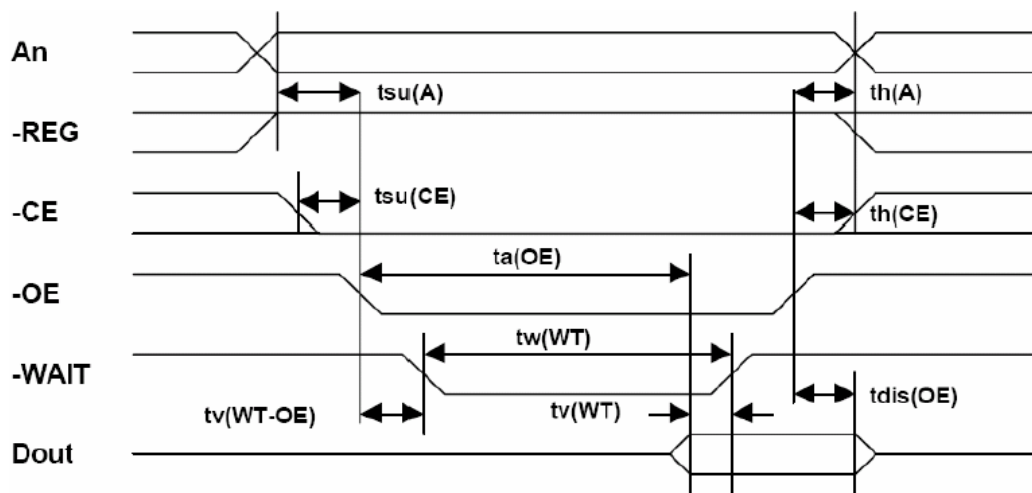 An
tsu(A) th(A)
-REG
tsu(CE) th(CE)
-CE
ta(OE)
-OE
tw(WT)
-WAIT
tv(WT-OE) tv(WT) tdis(OE)
Dout